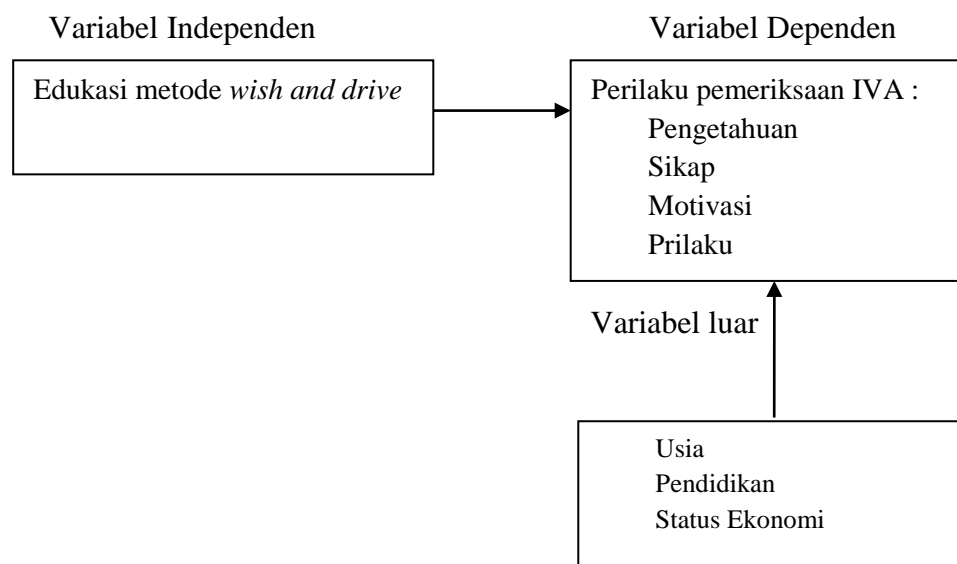 Variabel Independen
Variabel Dependen
Edukasi metode wish and drive
Perilaku pemeriksaan IVA :
Pengetahuan
Sikap
Motivasi
Prilaku
Variabel luar
Usia
Pendidikan
Status Ekonomi